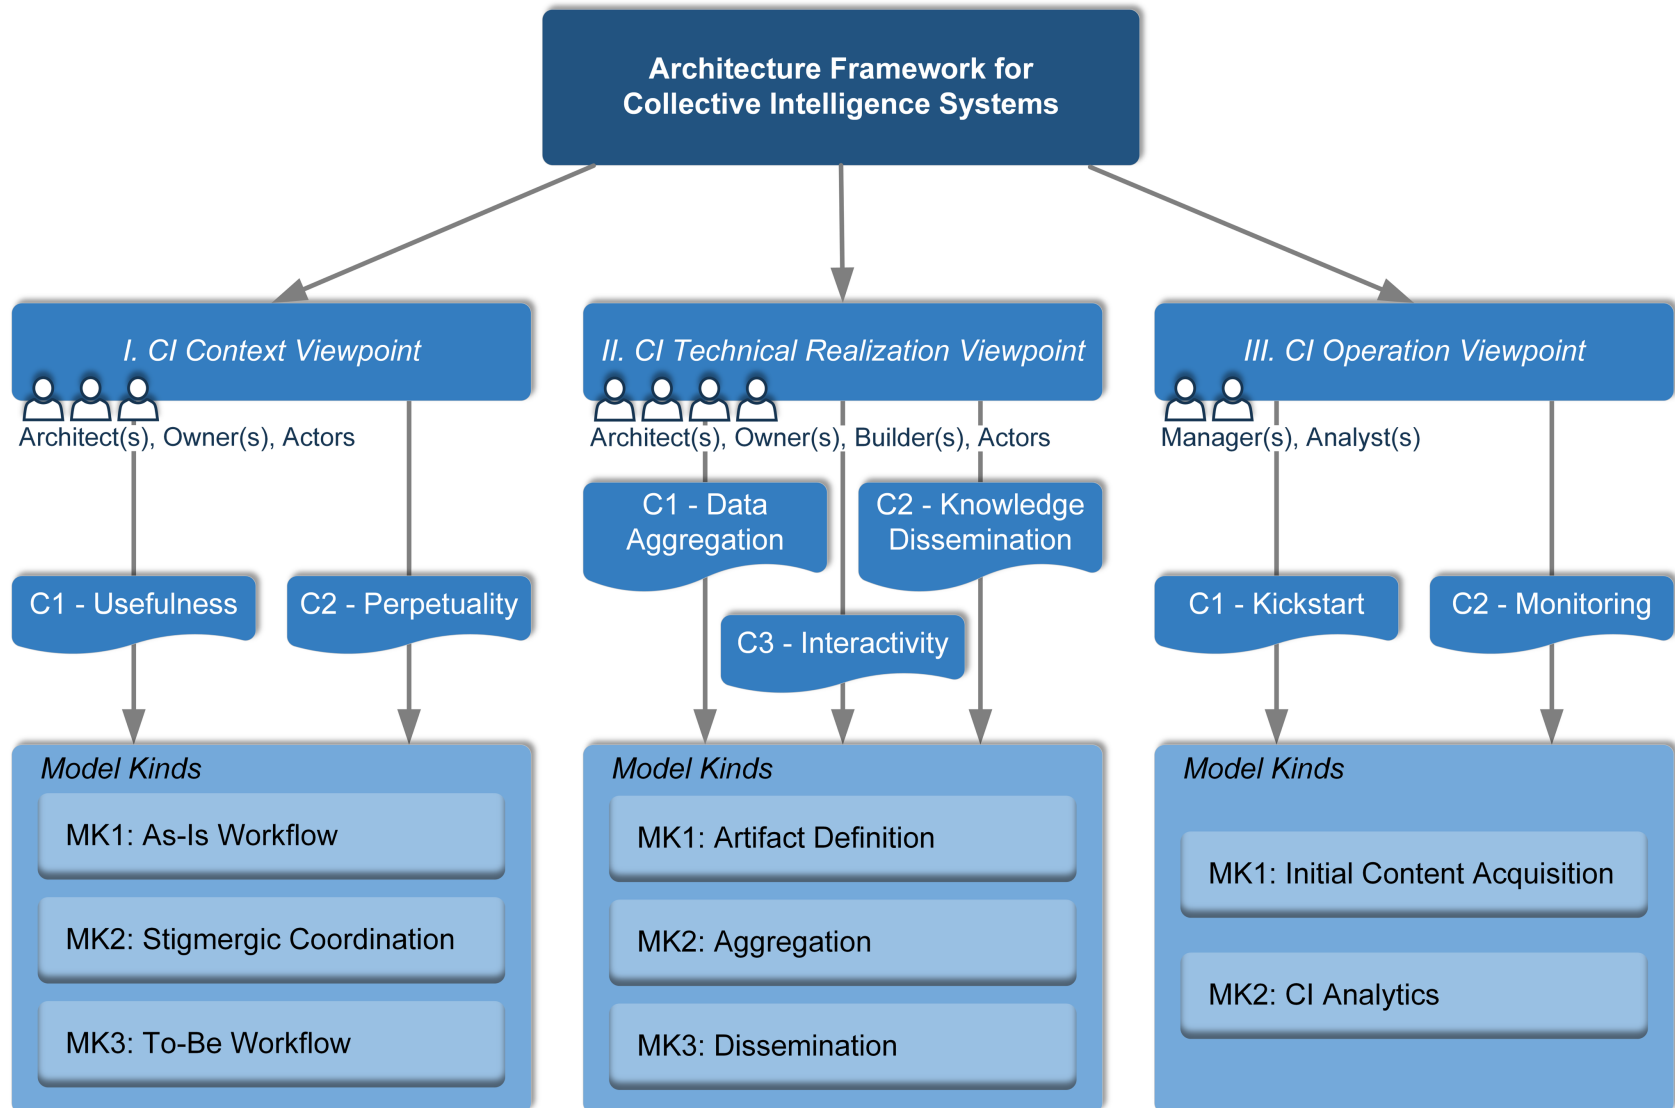 Architecture Framework for
Collective Intelligence Systems
I. CI Context Viewpoint
Architect(s), Owner(s), Actors
C1 - Usefulness
C2 - Perpetuality
Model Kinds
MK1: As-Is Workflow
MK2: Stigmergic Coordination
MK3: To-Be Workflow
II. CI Technical Realization Viewpoint
Architect(s), Owner(s), Builder(s), Actors
C1 - Data
Aggregation
C2 - Knowledge
Dissemination
C3 - Interactivity
Model Kinds
MK1: Artifact Definition
MK2: Aggregation
MK3: Dissemination
III. CI Operation Viewpoint
Manager(s), Analyst(s)
C1 - Kickstart
C2 - Monitoring
Model Kinds
MK1: Initial Content Acquisition
MK2: CI Analytics